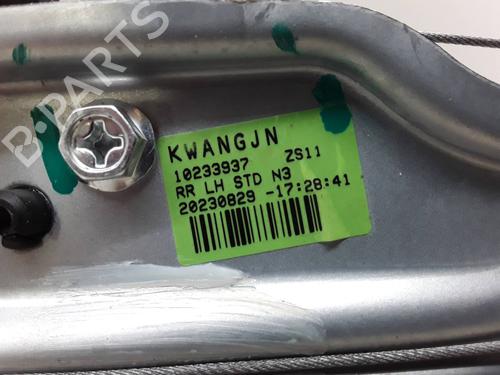 B-PARTS
KWANGJN
10233937 ZS11
RR LH STD N3
20230829 -17:28:41